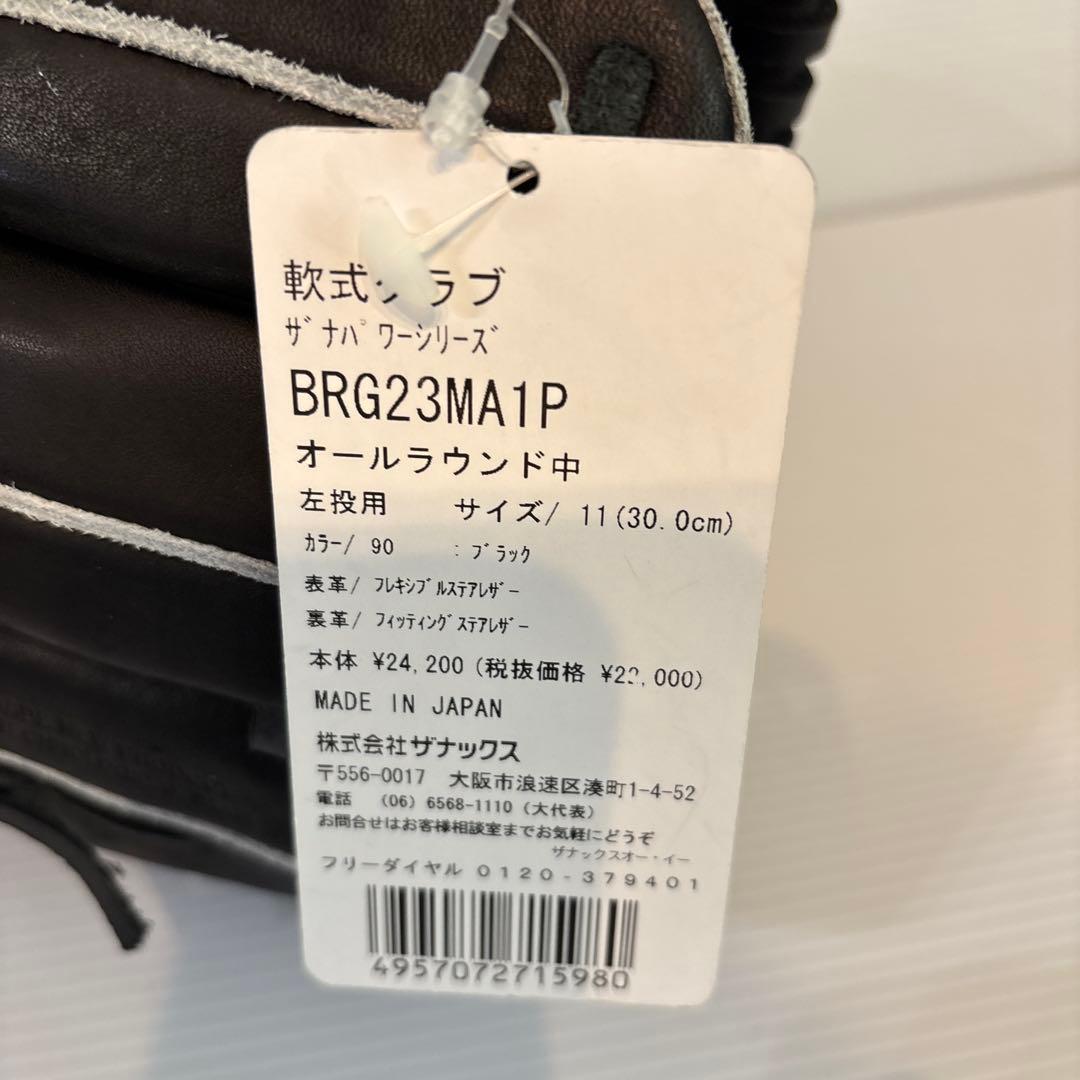 軟式グラブ
ｻﾞﾅﾊﾟﾜｰｼﾘｰｽﾞ
BRG23MA1P
オールラウンド中
左投用 サイズ/ 11(30.0cm)
ｶﾗｰ/ 90 :ﾌﾞﾗｯｸ
表革/ ﾌﾚｷｼﾌﾞﾙｽﾃｱﾚｻﾞｰ
裏革/ ﾌｨｯﾃｨﾝｸﾞｽﾃｱﾚｻﾞｰ
本体 ¥24,200 (税抜価格 ¥22,000)
MADE IN JAPAN
株式会社ザナックス
〒556-0017 大阪市浪速区湊町1-4-52
電話 (06) 6568-1110 (大代表)
お問合せはお客様相談室までお気軽にどうぞ
ザナックスオー・イー
フリーダイヤル 0120-379401
4957072715980